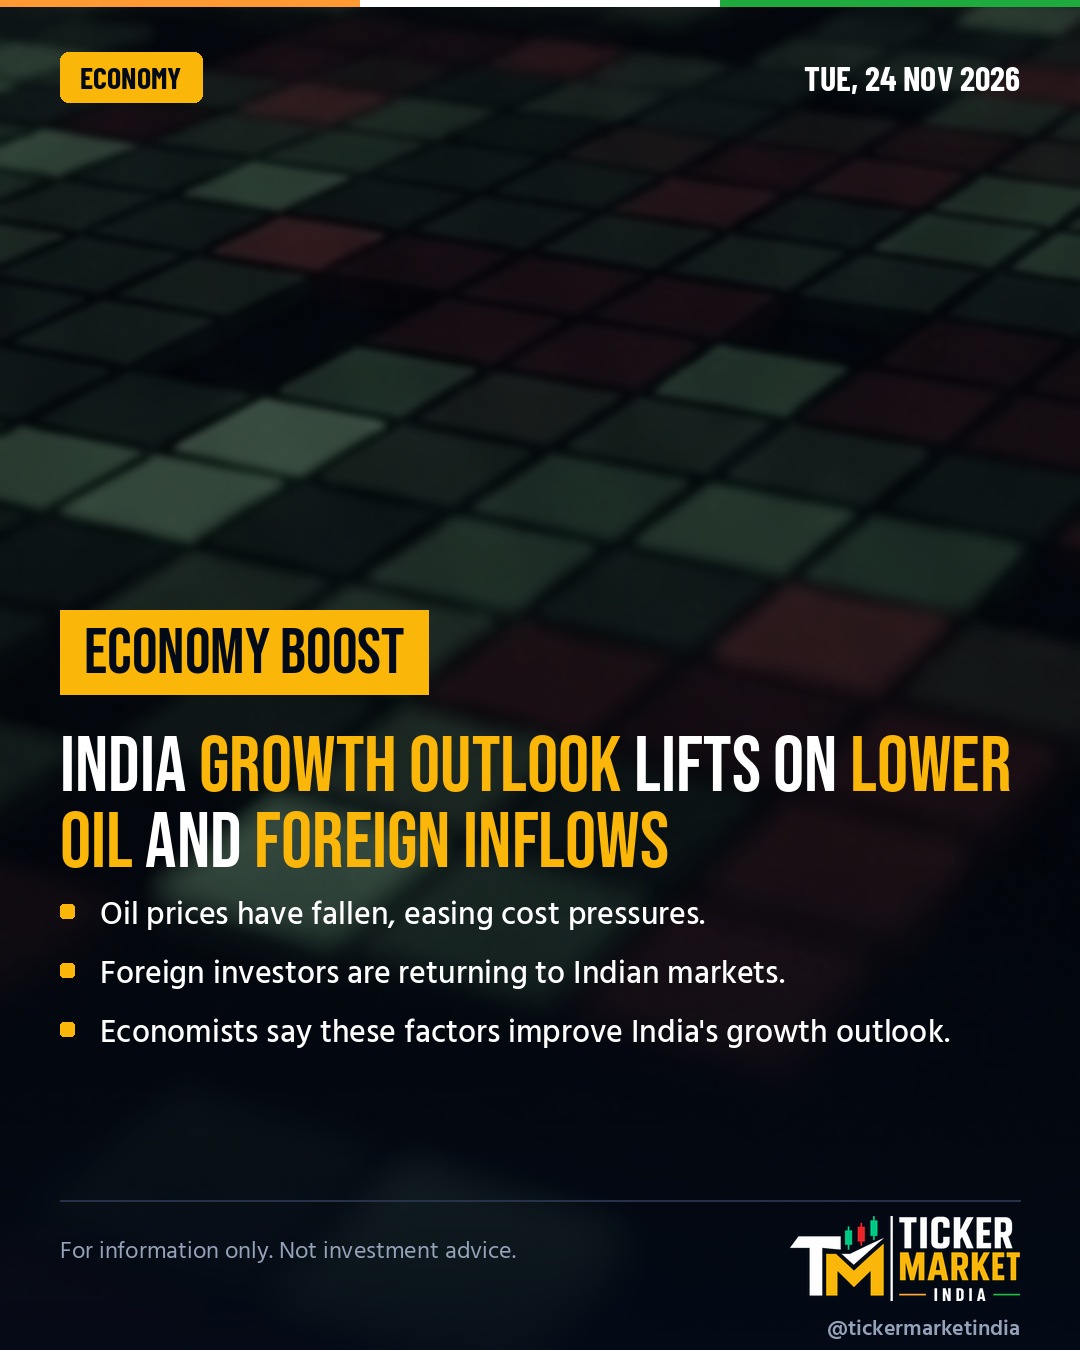 ECONOMY
TUE, 24 NOV 2026
ECONOMY BOOST
INDIA GROWTH OUTLOOK LIFTS ON LOWER
OIL AND FOREIGN INFLOWS
Oil prices have fallen, easing cost pressures.
Foreign investors are returning to Indian markets.
Economists say these factors improve India's growth outlook.
For information only. Not investment advice.
TM
TICKER
MARKET
INDIA
@tickermarketindia